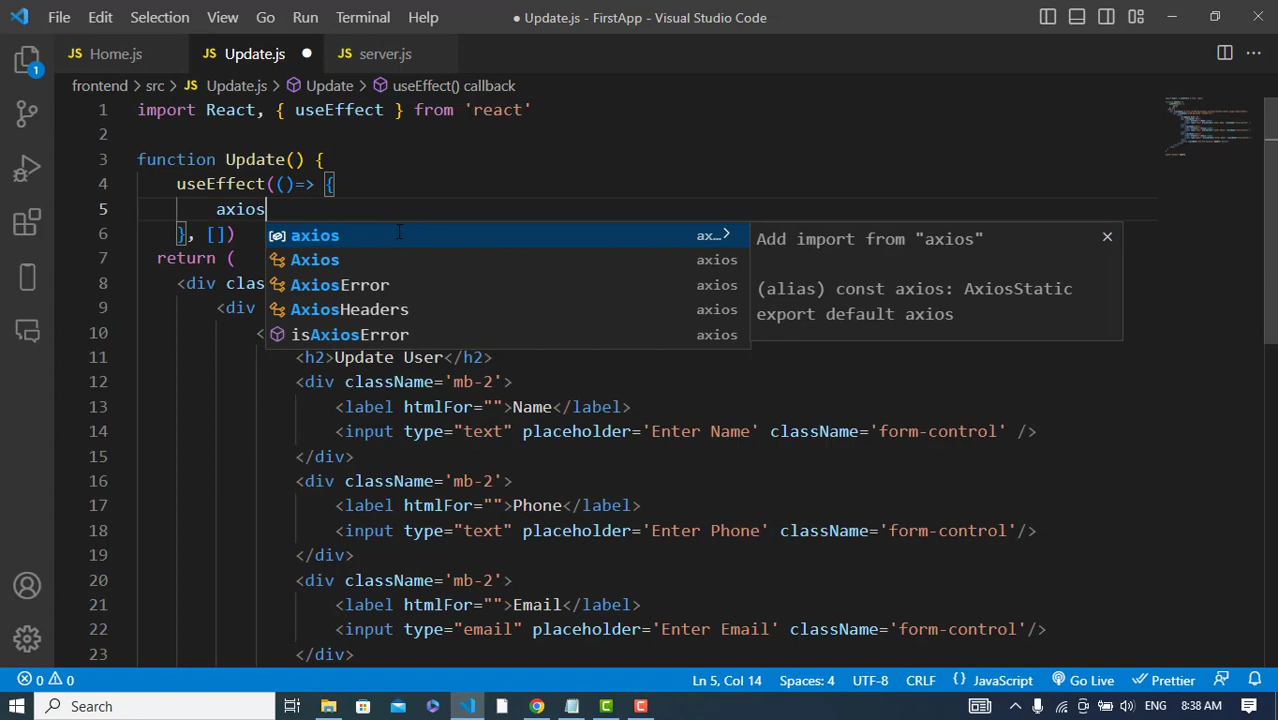 File Edit Selection View Go Run Terminal Help ● Update.js - FirstApp - Visual Studio Code
JS Home.js JS Update.js ● JS server.js
frontend > src > JS Update.js > Update > useEffect() callback
1 import React, { useEffect } from 'react'
2
3 function Update() {
4 useEffect(()=> {
5 axios
6 }, [])
7 return (
8 <div clas
9 <div
10 <
11 <h2>Update User</h2>
12 <div className='mb-2'>
13 <label htmlFor="">Name</label>
14 <input type="text" placeholder='Enter Name' className='form-control' />
15 </div>
16 <div className='mb-2'>
17 <label htmlFor="">Phone</label>
18 <input type="text" placeholder='Enter Phone' className='form-control'/>
19 </div>
20 <div className='mb-2'>
21 <label htmlFor="">Email</label>
22 <input type="email" placeholder='Enter Email' className='form-control'/>
23 </div>
axios ax...>
Axios axios
AxiosError axios
AxiosHeaders axios
isAxiosError axios
Add import from "axios"
(alias) const axios: AxiosStatic
export default axios
1
0 0 Ln 5, Col 14 Spaces: 4 UTF-8 CRLF {} JavaScript Go Live Prettier
Search ENG 8:38 AM